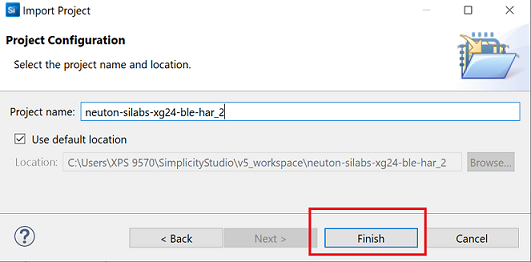 Si Import Project
Project Configuration
Select the project name and location.
Project name: neuton-silabs-xg24-ble-har_2
Use default location
Location: C:\Users\XPS 9570\SimplicityStudio\v5_workspace\neuton-silabs-xg24-ble-har_2 Browse...
? < Back Next > Finish Cancel